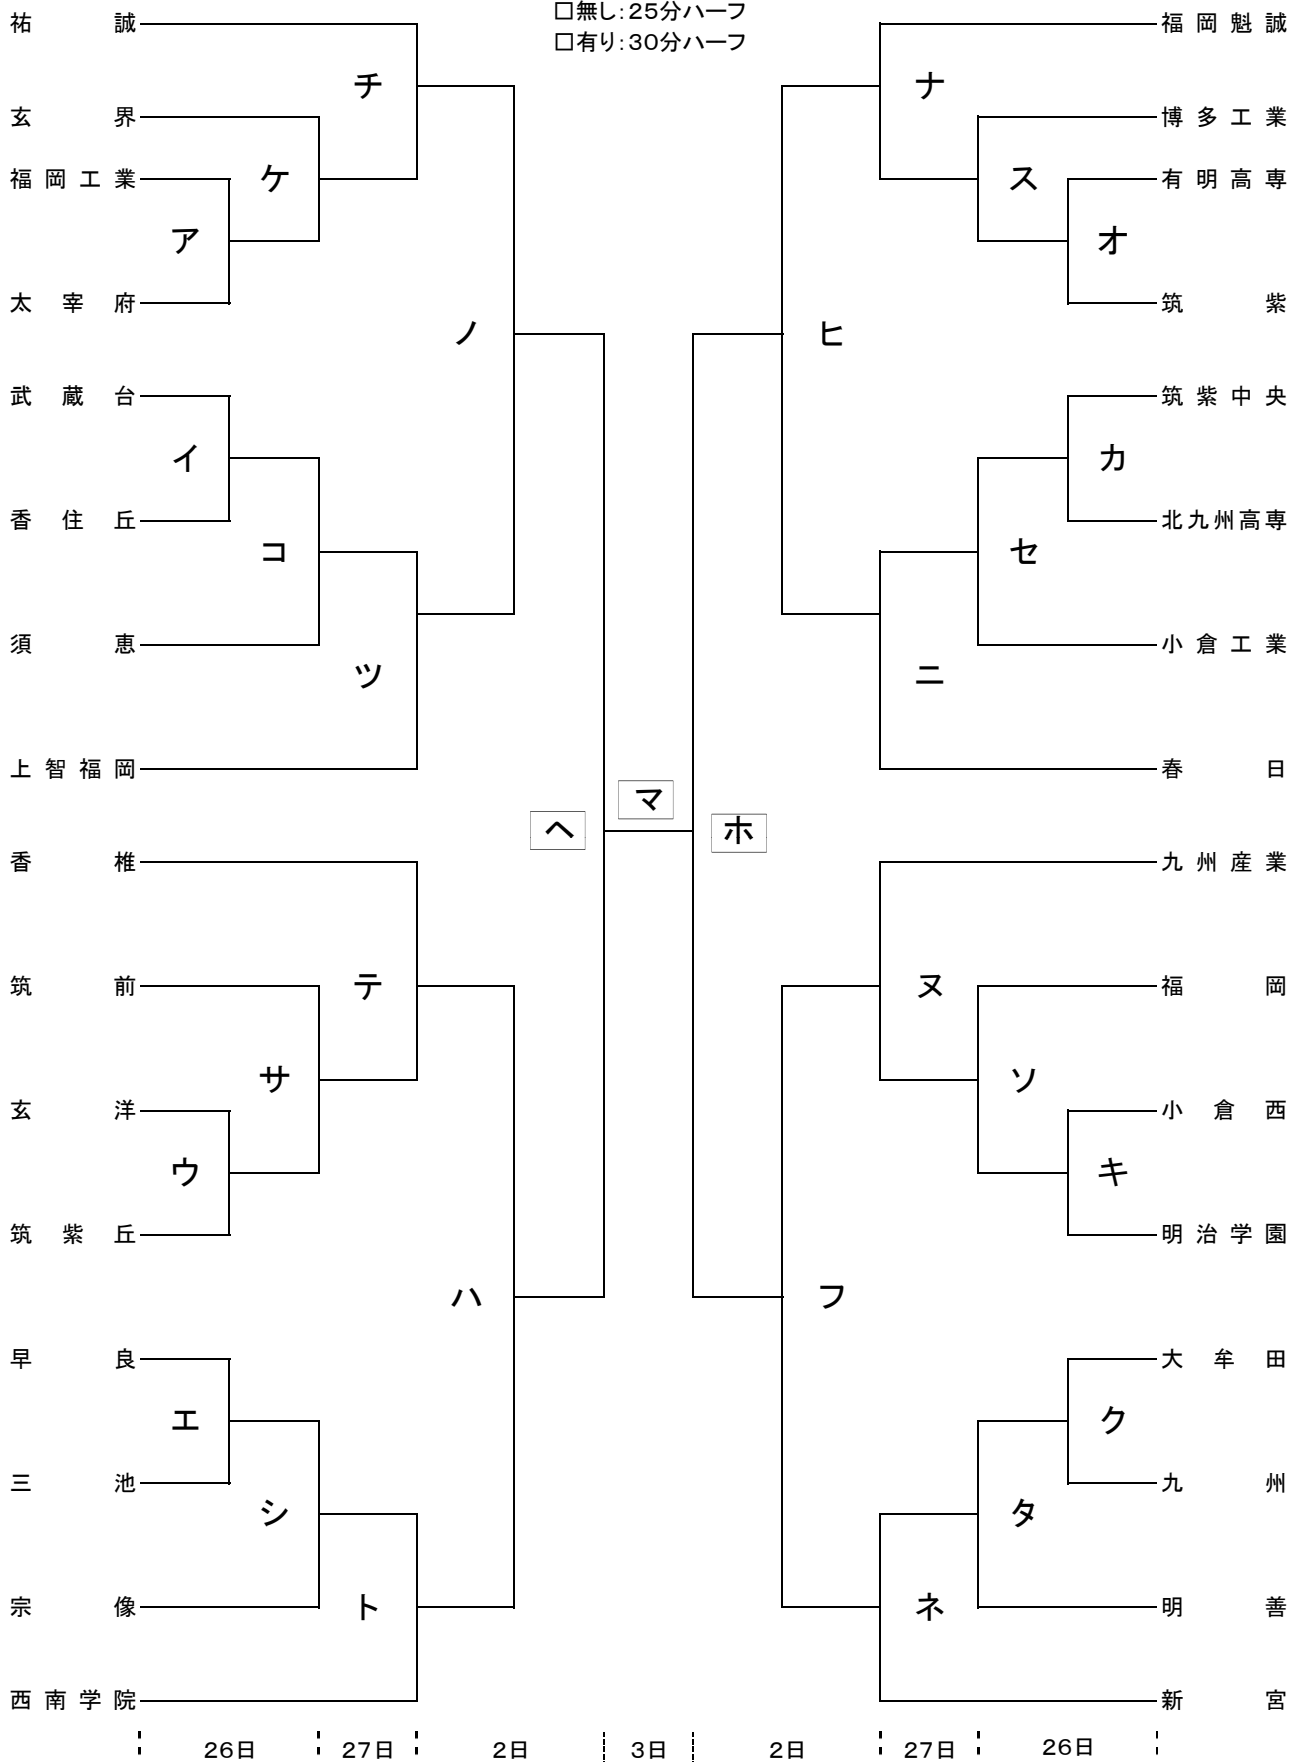 □無し:25分ハーフ
□有り:30分ハーフ
祐誠
福岡魁誠
チ
ナ
玄界
博多工業
福岡工業
ケ
ス
有明高専
ア
オ
太宰府
筑紫
ノ
ヒ
武蔵台
筑紫中央
イ
カ
香住丘
北九州高専
コ
セ
須恵
小倉工業
ツ
ニ
上智福岡
春日
マ
ヘ
ホ
香椎
九州産業
筑前
テ
ヌ
福岡
サ
ソ
玄洋
小倉西
ウ
キ
筑紫丘
明治学園
ハ
フ
早良
大牟田
エ
ク
三池
九州
シ
タ
宗像
ト
ネ
明善
西南学院
新宮
26日 27日 2日 3日 2日 27日 26日